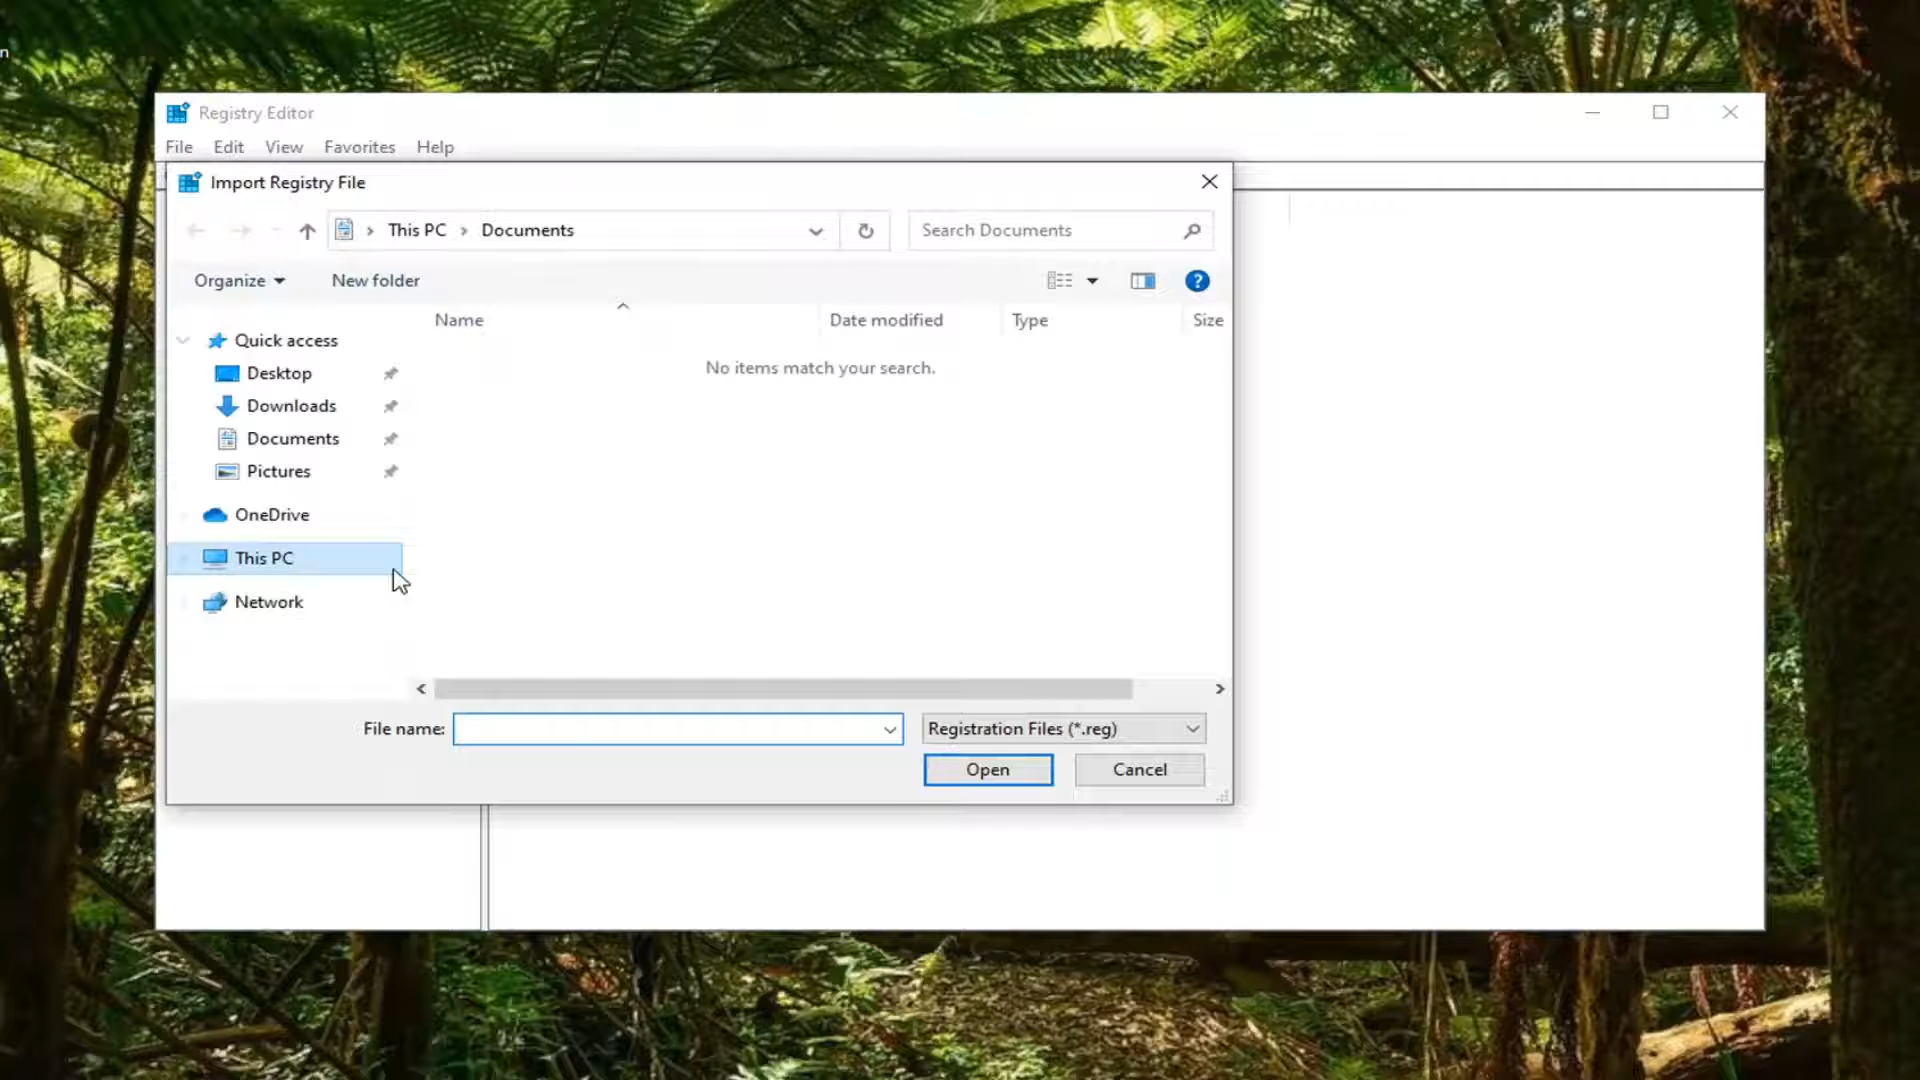 n
Registry Editor
File Edit View Favorites Help
Import Registry File
This PC > Documents
Search Documents
Organize
New folder
?
Name Date modified Type Size
Quick access
No items match your search.
Desktop
Downloads
Documents
Pictures
OneDrive
This PC
Network
File name:
Registration Files (*.reg)
Open
Cancel